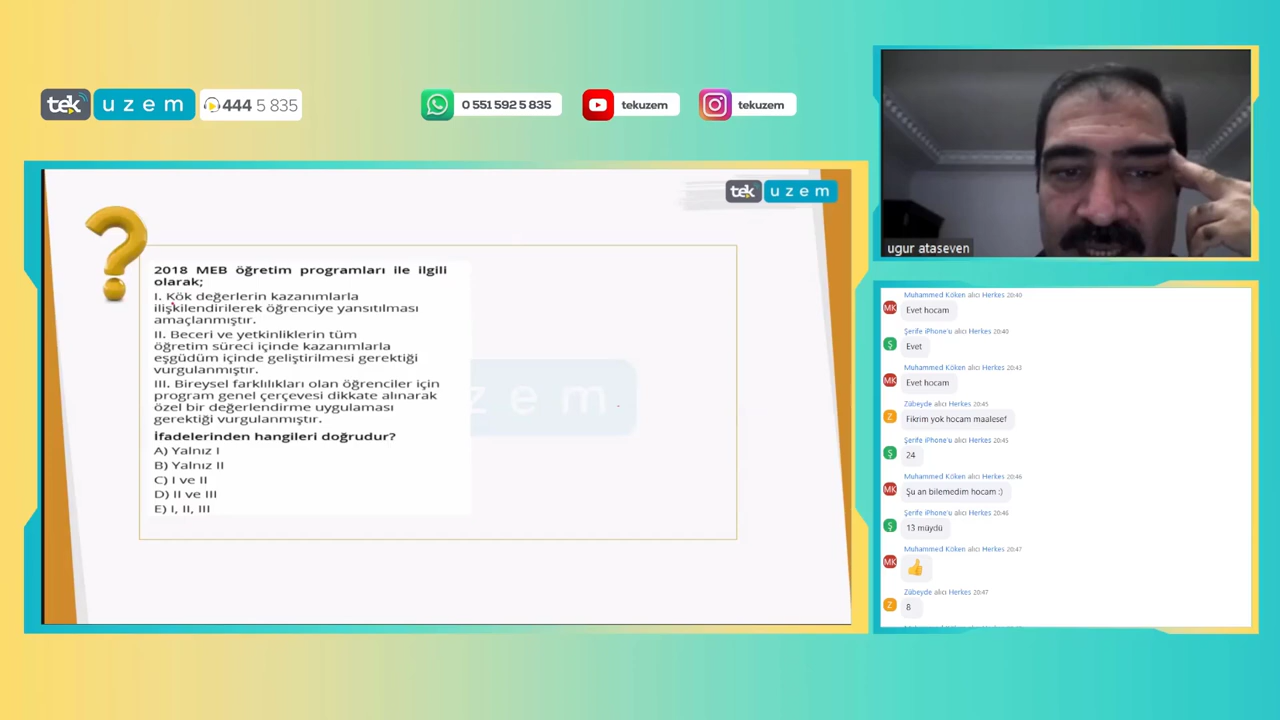 tek uzem 444 5 835
0 551 592 5 835
tekuzem
tekuzem
tek uzem
2018 MEB öğretim programları ile ilgili
olarak;
I. Kök değerlerin kazanımlarla
ilişkilendirilerek öğrenciye yansıtılması
amaçlanmıştır.
II. Beceri ve yetkinliklerin tüm
öğretim süreci içinde kazanımlarla
eşgüdüm içinde geliştirilmesi gerektiği
vurgulanmıştır.
III. Bireysel farklılıkları olan öğrenciler için
program genel çerçevesi dikkate alınarak
özel bir değerlendirme uygulaması
gerektiği vurgulanmıştır.
İfadelerinden hangileri doğrudur?
A) Yalnız I
B) Yalnız II
C) I ve II
D) II ve III
E) I, II, III
zem
ugur ataseven
Muhammed Köken alıcı Herkes 20:40
MK Evet hocam
Şerife iPhone'u alıcı Herkes 20:40
Ş Evet
Muhammed Köken alıcı Herkes 20:43
MK Evet hocam
Zübeyde alıcı Herkes 20:45
Z Fikrim yok hocam maalesef
Şerife iPhone'u alıcı Herkes 20:45
Ş 24
Muhammed Köken alıcı Herkes 20:46
MK Şu an bilemedim hocam :)
Şerife iPhone'u alıcı Herkes 20:46
Ş 13 müydü
Muhammed Köken alıcı Herkes 20:47
MK 👍
Zübeyde alıcı Herkes 20:47
Z 8